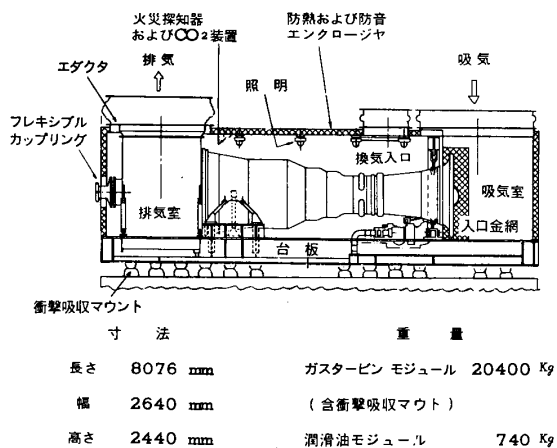 火災探知器
およびCO2装置
防熱および防音
エンクロージヤ
エダクタ
排気
照明
吸気
フレキシブル
カップリング
換気入口
排気室
吸気室
入口金網
台板
衝撃吸収マウント
寸法
重量
長さ 8076 mm
ガスタービン モジュール 20400 Kg
幅 2640 mm
(含衝撃吸収マウト)
高さ 2440 mm
潤滑油モジュール 740 Kg